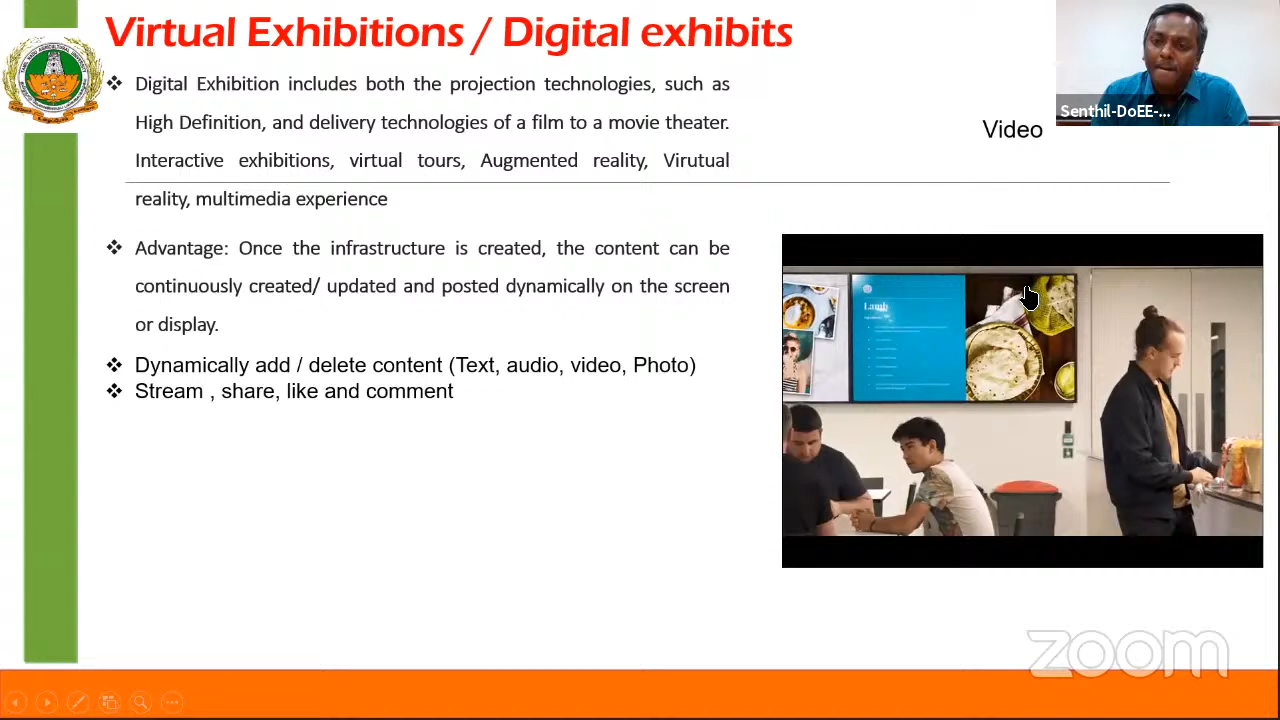 Virtual Exhibitions / Digital exhibits
❖ Digital Exhibition includes both the projection technologies, such as
High Definition, and delivery technologies of a film to a movie theater.
Interactive exhibitions, virtual tours, Augmented reality, Virutual
reality, multimedia experience
❖ Advantage: Once the infrastructure is created, the content can be
continuously created/ updated and posted dynamically on the screen
or display.
❖ Dynamically add / delete content (Text, audio, video, Photo)
❖ Stream , share, like and comment
Senthil-DoEE-...
Video
Lamb
zoom